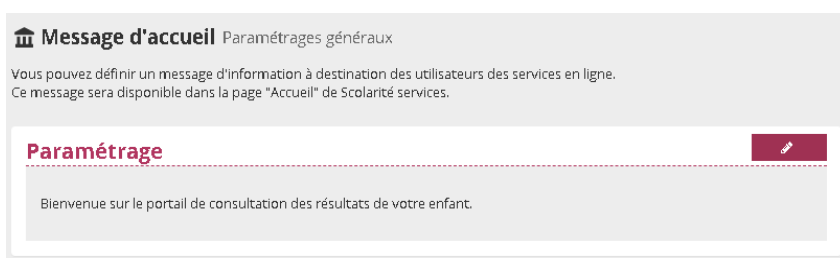 Message d'accueil Paramétrages généraux
Vous pouvez définir un message d'information à destination des utilisateurs des services en ligne.
Ce message sera disponible dans la page "Accueil" de Scolarité services.
Paramétrage
Bienvenue sur le portail de consultation des résultats de votre enfant.